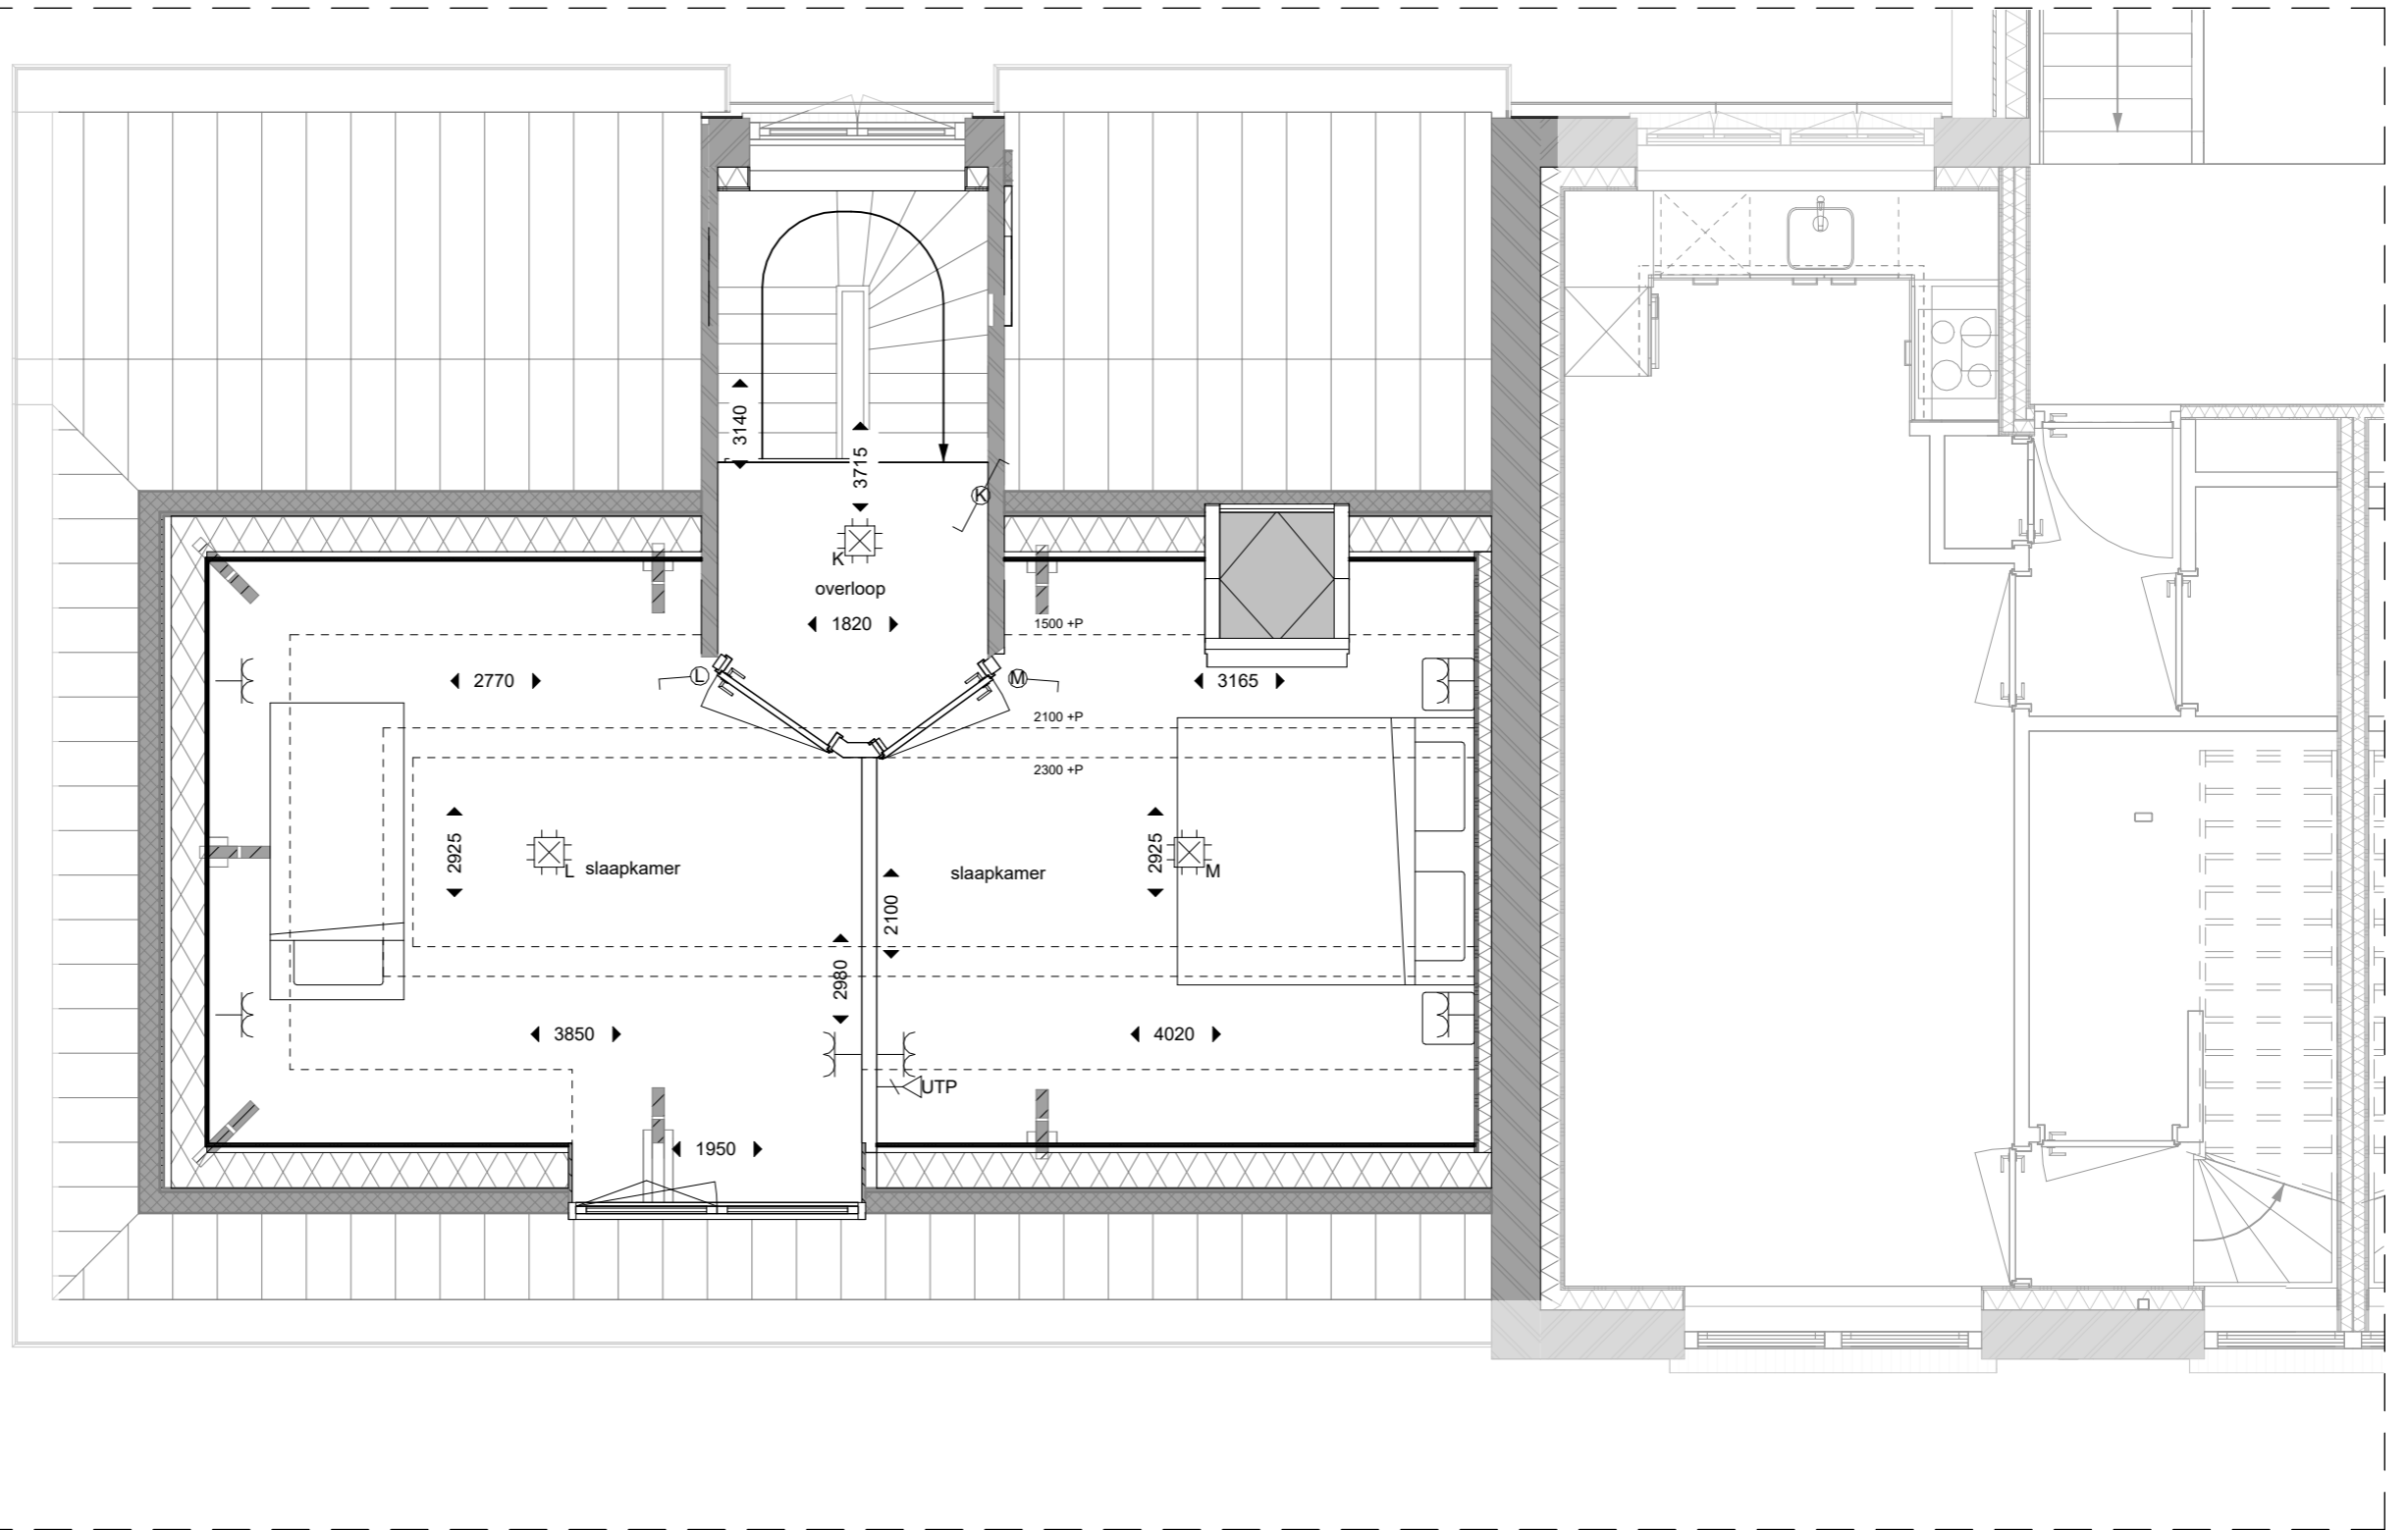 3140
3715
K
K
overloop
1820
1500 +P
2770
L
M
3165
2100 +P
2300 +P
2925
L
slaapkamer
slaapkamer
2925
M
2100
2980
3850
4020
UTP
1950